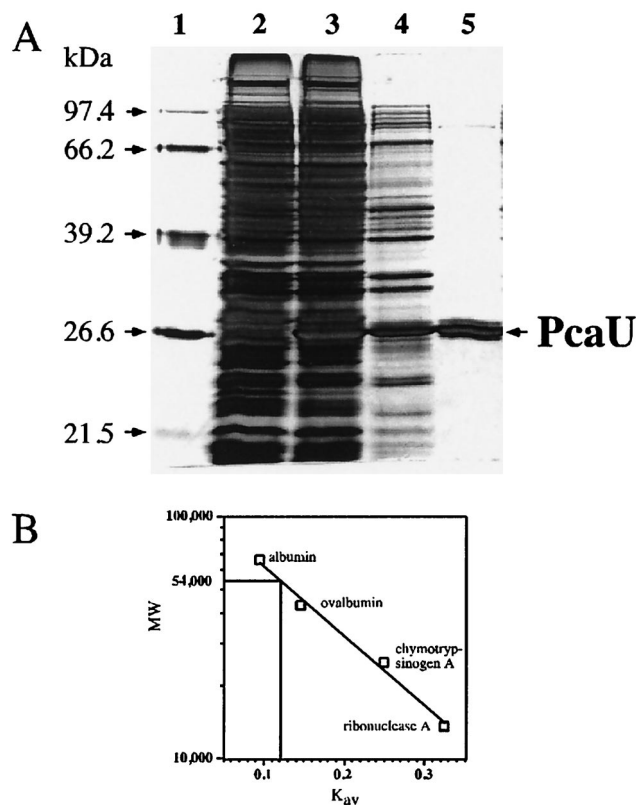 A
1 2 3 4 5
kDa
97.4
66.2
39.2
26.6
21.5
PcaU
B
100,000
54,000
10,000
MW
albumin
ovalbumin
chymotryp-
sinogen A
ribonuclease A
0.1 0.2 0.3
Kav